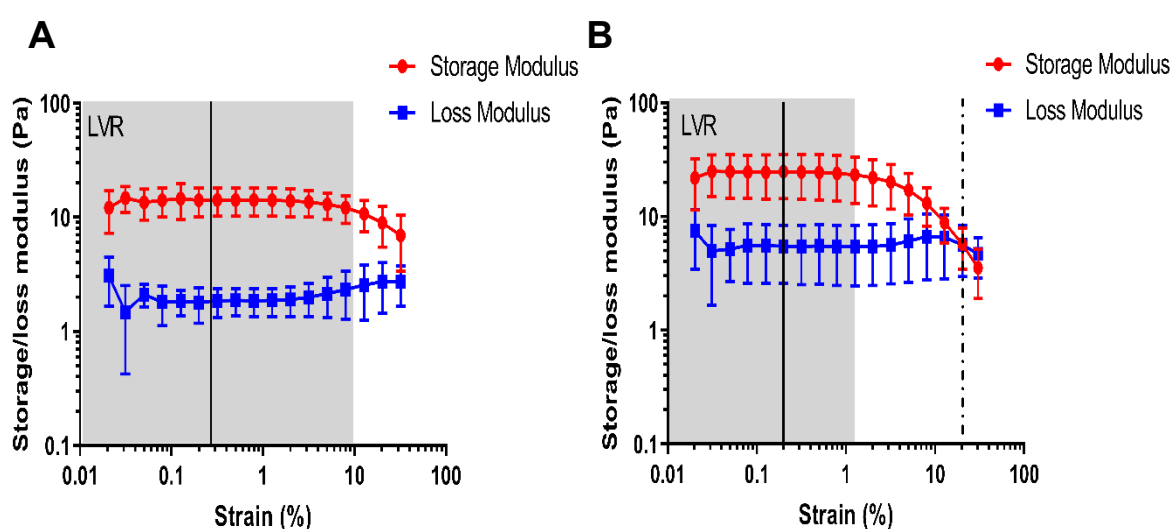 A
Storage Modulus
Loss Modulus
Storage/loss modulus (Pa)
100
10
1
0.1
LVR
0.01
0.1
1
10
100
Strain (%)
B
Storage Modulus
Loss Modulus
Storage/loss modulus (Pa)
100
10
1
0.1
LVR
0.01
0.1
1
10
100
Strain (%)